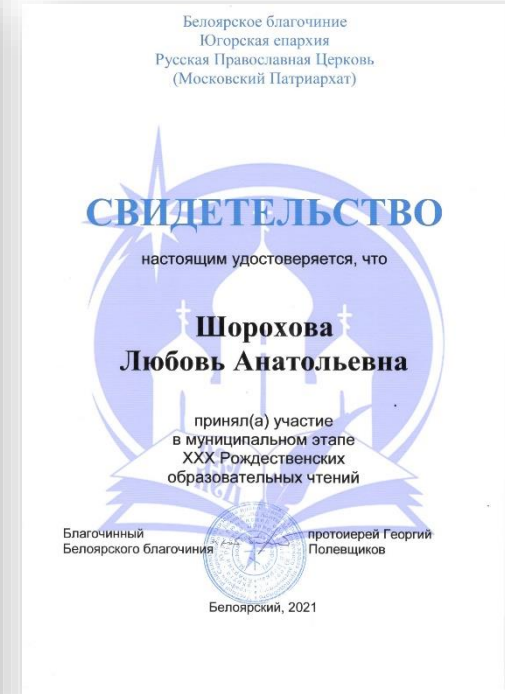 Белоярское благочиние
Югорская епархия
Русская Православная Церковь
(Московский Патриархат)
СВИДЕТЕЛЬСТВО
настоящим удостоверяется, что
Шорохова
Любовь Анатольевна
принял(а) участие
в муниципальном этапе
XXX Рождественских
образовательных чтений
Благочинный протоиерей Георгий
Белоярского благочиния Полевщиков
Белоярский, 2021